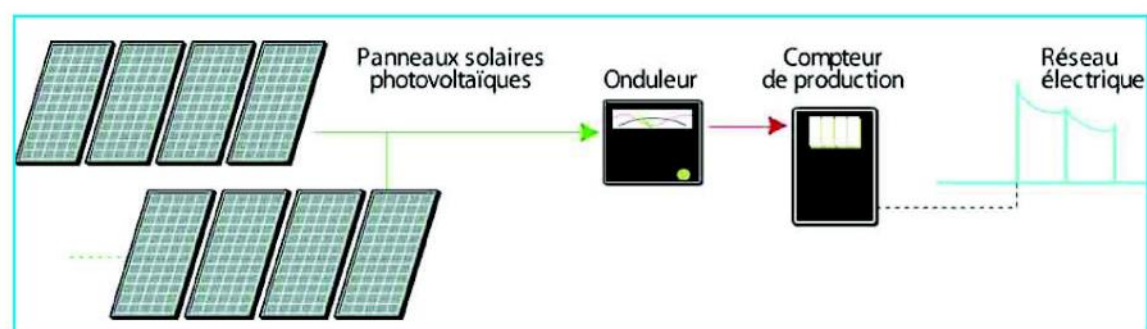 Panneaux solaires
photovoltaïques
Onduleur
Compteur
de production
Réseau
électrique